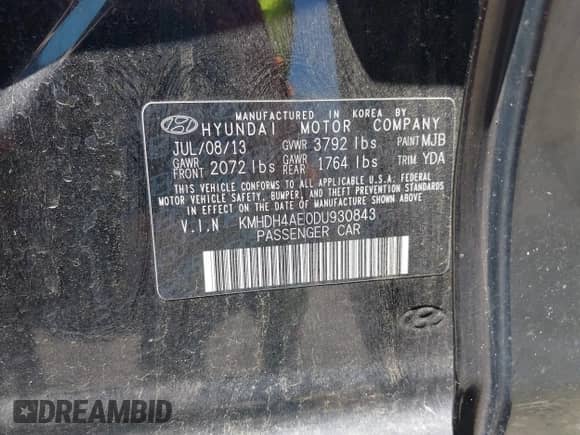 MANUFACTURED IN KOREA BY
HYUNDAI MOTOR COMPANY
JUL/08/13 GVWR 3792 lbs PAINT MJB
GAWR FRONT 2072 lbs GAWR REAR 1764 lbs TRIM YDA
THIS VEHICLE CONFORMS TO ALL APPLICABLE U.S.A. FEDERAL
MOTOR VEHICLE SAFETY, BUMPER, AND THEFT PREVENTION STANDARDS
IN EFFECT ON THE DATE OF MANUFACTURE SHOWN ABOVE.
V.I.N KMHDH4AE0DU930843
PASSENGER CAR
DREAMBID